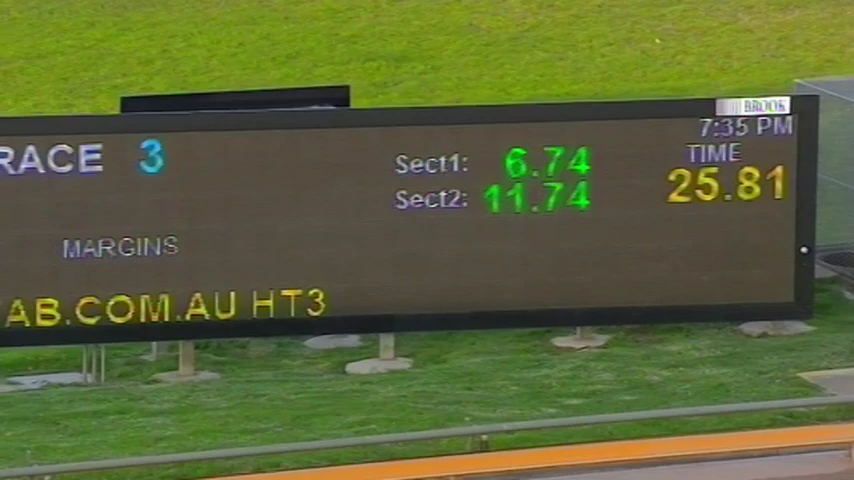 BROOK
7:35 PM
RACE 3
Sect1: 6.74
TIME
Sect2: 11.74
25.81
MARGINS
AB.COM.AU HT3